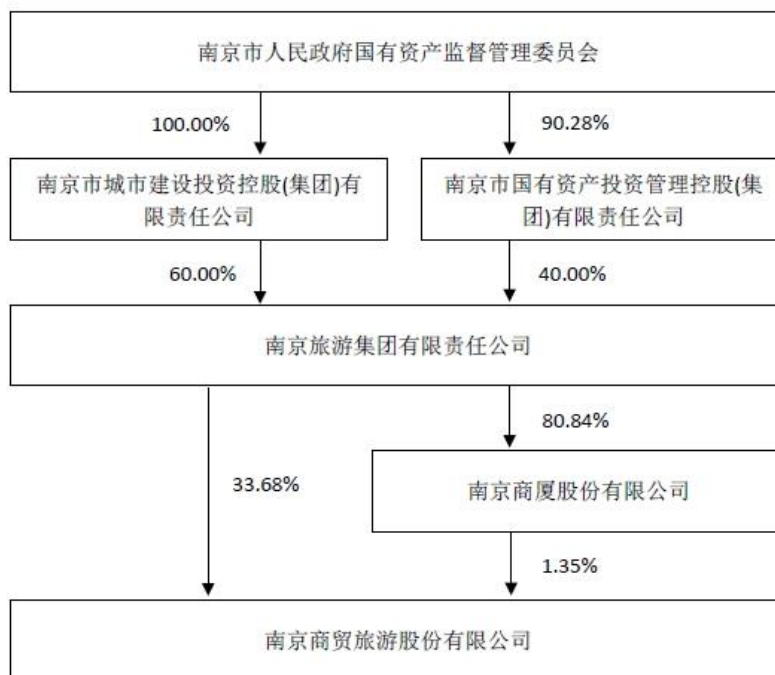 南京市人民政府国有资产监督管理委员会
100.00%
90.28%
南京市城市建设投资控股(集团)有
限责任公司
南京市国有资产投资管理控股(集
团)有限责任公司
60.00%
40.00%
南京旅游集团有限责任公司
80.84%
33.68%
南京商厦股份有限公司
1.35%
南京商贸旅游股份有限公司